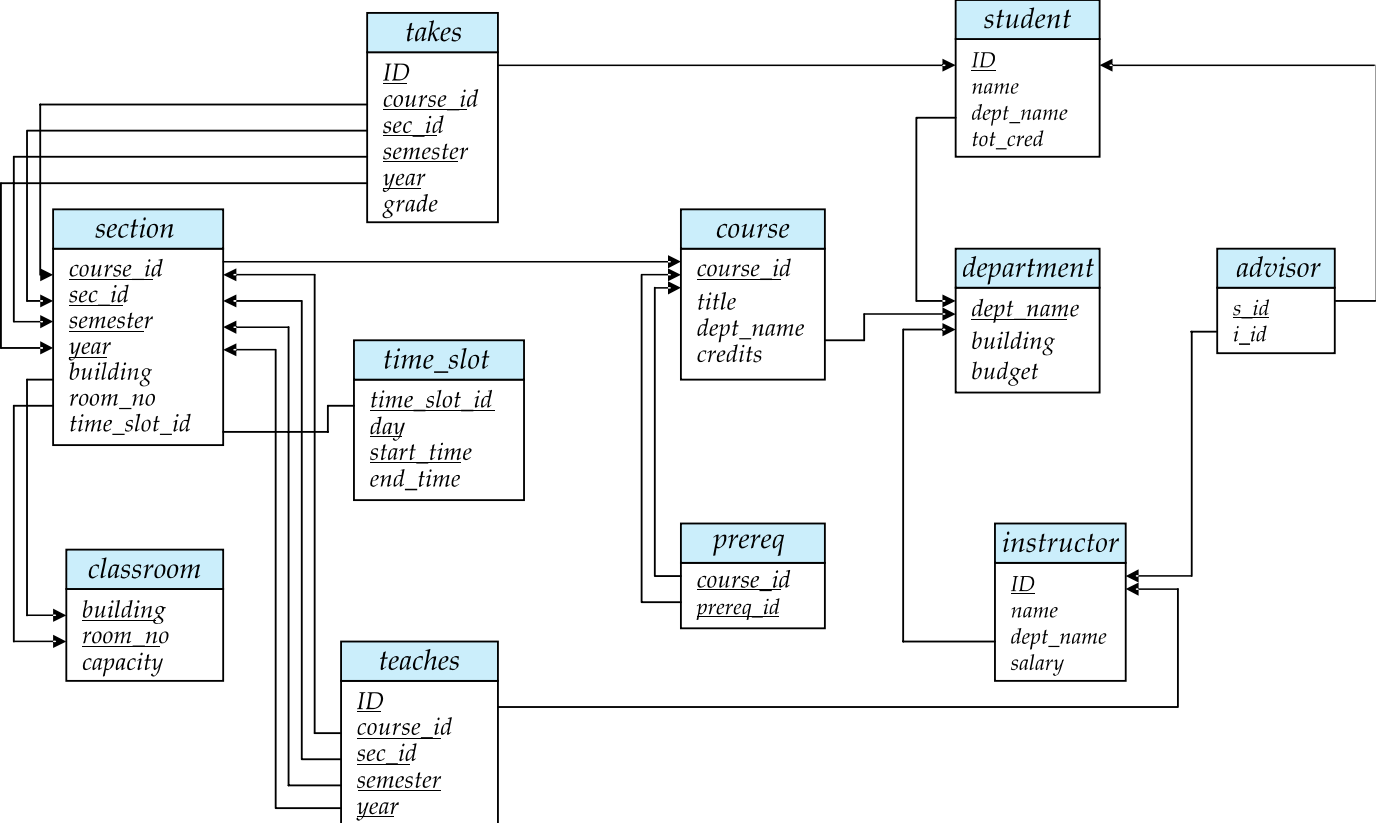 takes
ID
course_id
sec_id
semester
year
grade
student
ID
name
dept_name
tot_cred
section
course_id
sec_id
semester
year
building
room_no
time_slot_id
course
course_id
title
dept_name
credits
department
dept_name
building
budget
advisor
s_id
i_id
time_slot
time_slot_id
day
start_time
end_time
prereq
course_id
prereq_id
instructor
ID
name
dept_name
salary
classroom
building
room_no
capacity
teaches
ID
course_id
sec_id
semester
year